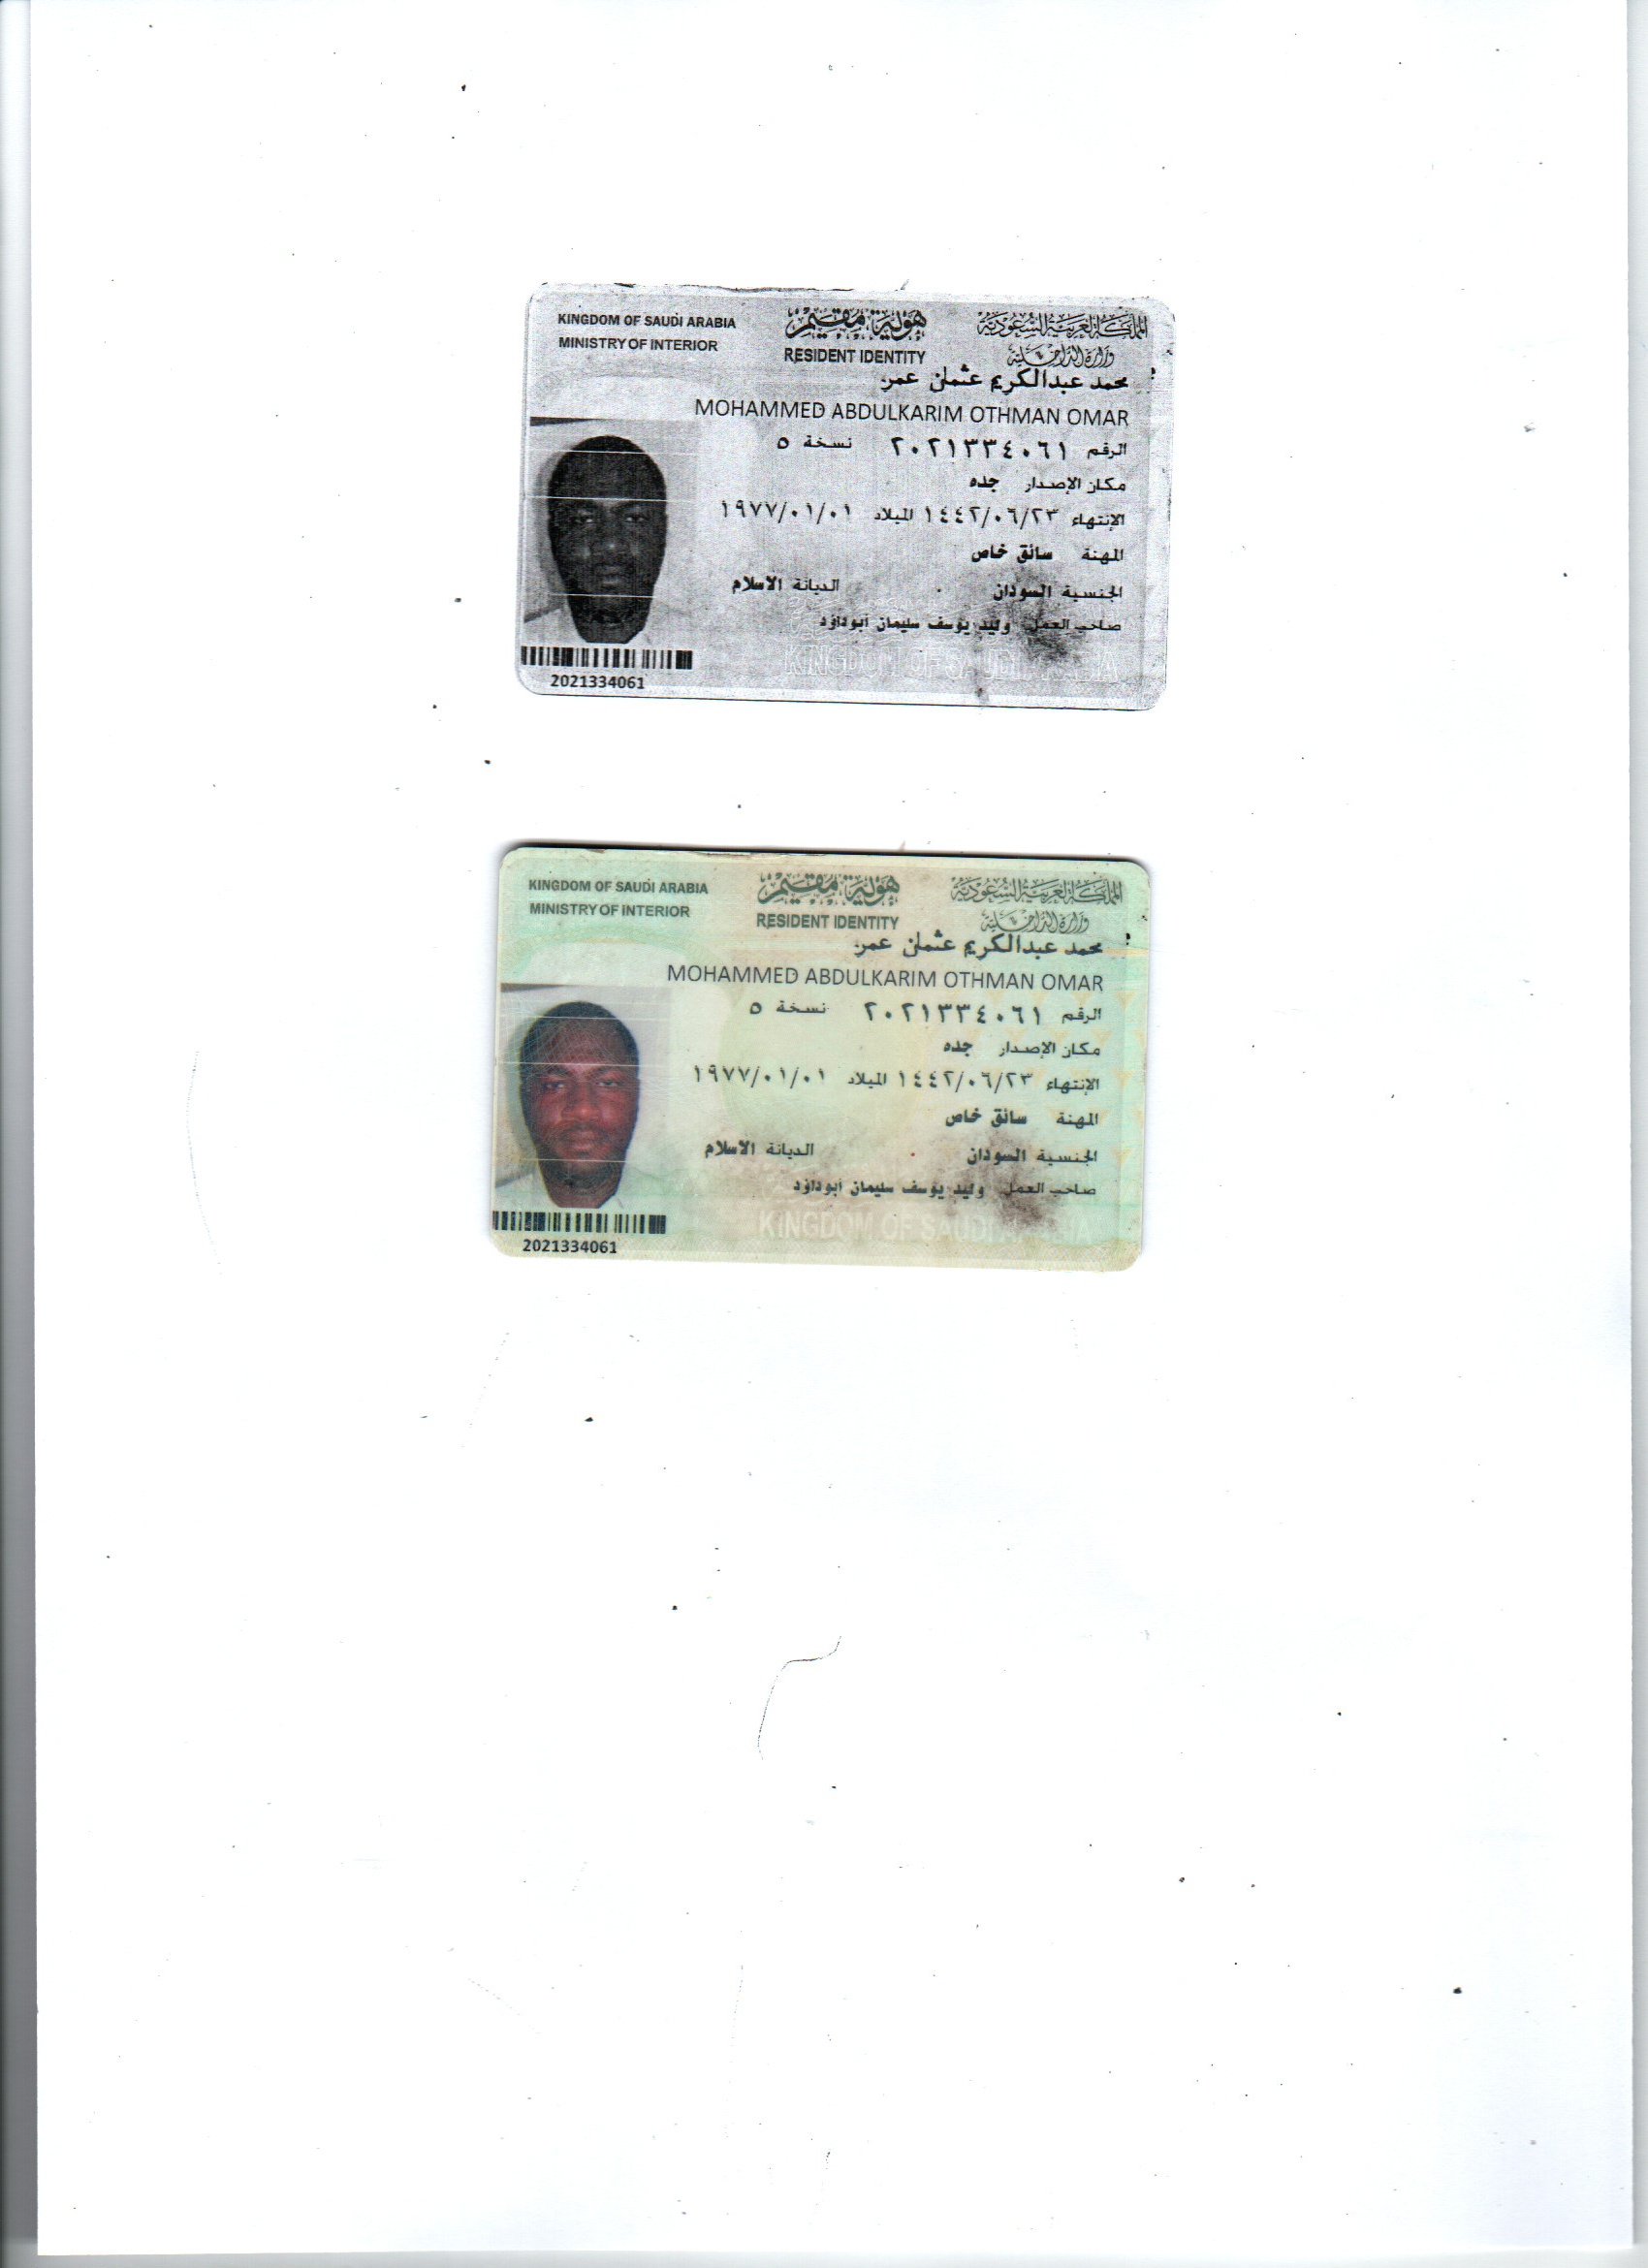 KINGDOM OF SAUDI ARABIA هوية مقيم المملكة العربية السعودية
MINISTRY OF INTERIOR RESIDENT IDENTITY وزارة الداخلية
محمد عبدالكريم عثمان عمر
MOHAMMED ABDULKARIM OTHMAN OMAR
الرقم ٢٠٢١٣٣٤٠٦١ نسخة ٥
مكان الإصدار جده
الإنتهاء ١٤٤٢/٠٦/٢٣ الميلاد ١٩٧٧/٠١/٠١
المهنة سائق خاص
الجنسية السودان الديانة الاسلام
صاحب العمل وليد يوسف سليمان أبوداؤد
KINGDOM OF SAUDI ARABIA
2021334061
KINGDOM OF SAUDI ARABIA هوية مقيم المملكة العربية السعودية
MINISTRY OF INTERIOR RESIDENT IDENTITY وزارة الداخلية
محمد عبدالكريم عثمان عمر
MOHAMMED ABDULKARIM OTHMAN OMAR
الرقم ٢٠٢١٣٣٤٠٦١ نسخة ٥
مكان الإصدار جده
الإنتهاء ١٤٤٢/٠٦/٢٣ الميلاد ١٩٧٧/٠١/٠١
المهنة سائق خاص
الجنسية السودان الديانة الاسلام
صاحب العمل وليد يوسف سليمان أبوداؤد
KINGDOM OF SAUDI ARABIA
2021334061